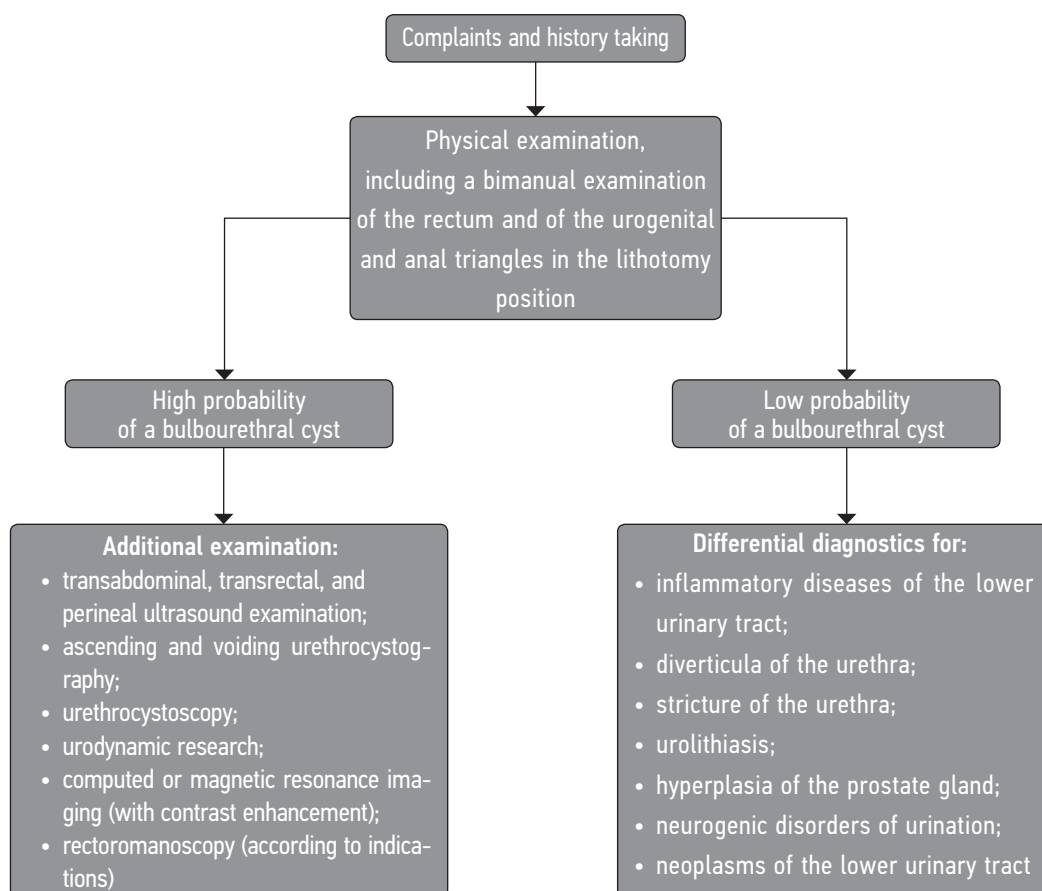 Complaints and history taking
Physical examination,
including a bimanual examination
of the rectum and of the urogenital
and anal triangles in the lithotomy
position
High probability
of a bulbourethral cyst
Low probability
of a bulbourethral cyst
Additional examination:
• transabdominal, transrectal, and
perineal ultrasound examination;
• ascending and voiding urethrocystog-
raphy;
• urethrocystoscopy;
• urodynamic research;
• computed or magnetic resonance ima-
ging (with contrast enhancement);
• rectoromanoscopy (according to indica-
tions)
Differential diagnostics for:
• inflammatory diseases of the lower
urinary tract;
• diverticula of the urethra;
• stricture of the urethra;
• urolithiasis;
• hyperplasia of the prostate gland;
• neurogenic disorders of urination;
• neoplasms of the lower urinary tract